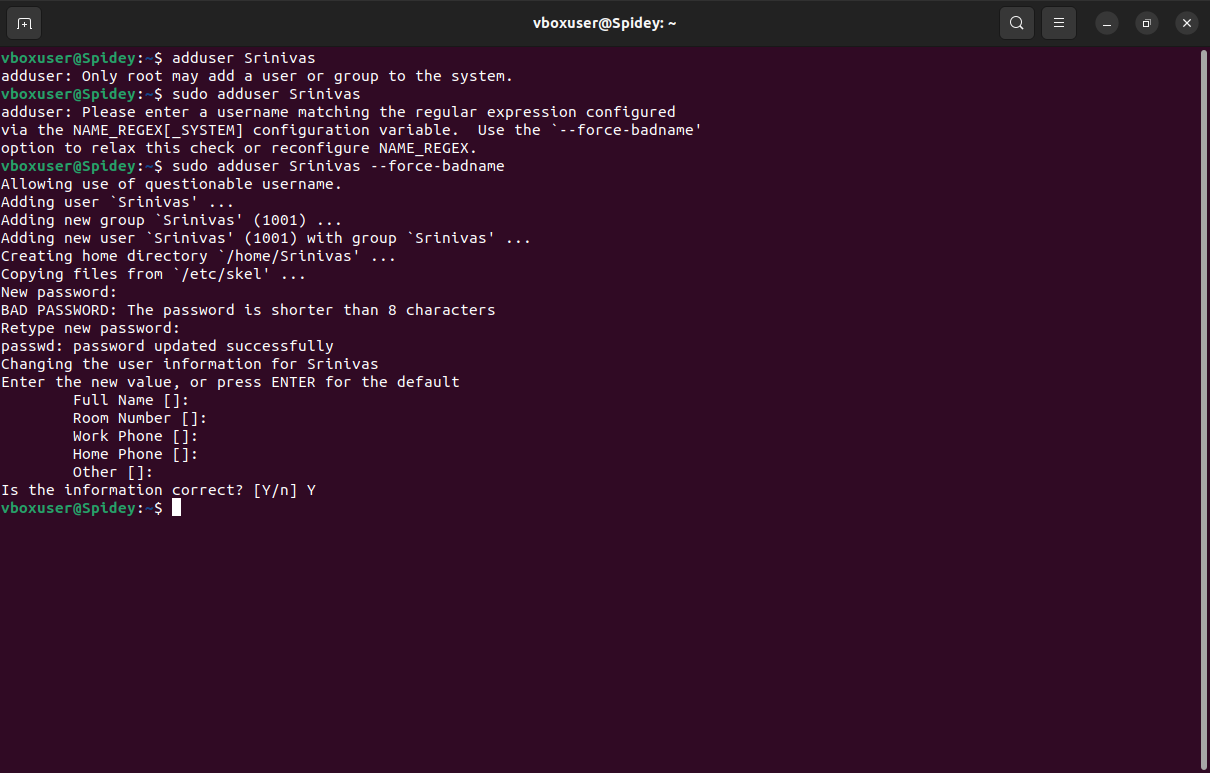 vboxuser@Spidey: ~
vboxuser@Spidey:~$ adduser Srinivas
adduser: Only root may add a user or group to the system.
vboxuser@Spidey:~$ sudo adduser Srinivas
adduser: Please enter a username matching the regular expression configured
via the NAME_REGEX[_SYSTEM] configuration variable.  Use the `--force-badname'
option to relax this check or reconfigure NAME_REGEX.
vboxuser@Spidey:~$ sudo adduser Srinivas --force-badname
Allowing use of questionable username.
Adding user `Srinivas' ...
Adding new group `Srinivas' (1001) ...
Adding new user `Srinivas' (1001) with group `Srinivas' ...
Creating home directory `/home/Srinivas' ...
Copying files from `/etc/skel' ...
New password:
BAD PASSWORD: The password is shorter than 8 characters
Retype new password:
passwd: password updated successfully
Changing the user information for Srinivas
Enter the new value, or press ENTER for the default
        Full Name []:
        Room Number []:
        Work Phone []:
        Home Phone []:
        Other []:
Is the information correct? [Y/n] Y
vboxuser@Spidey:~$